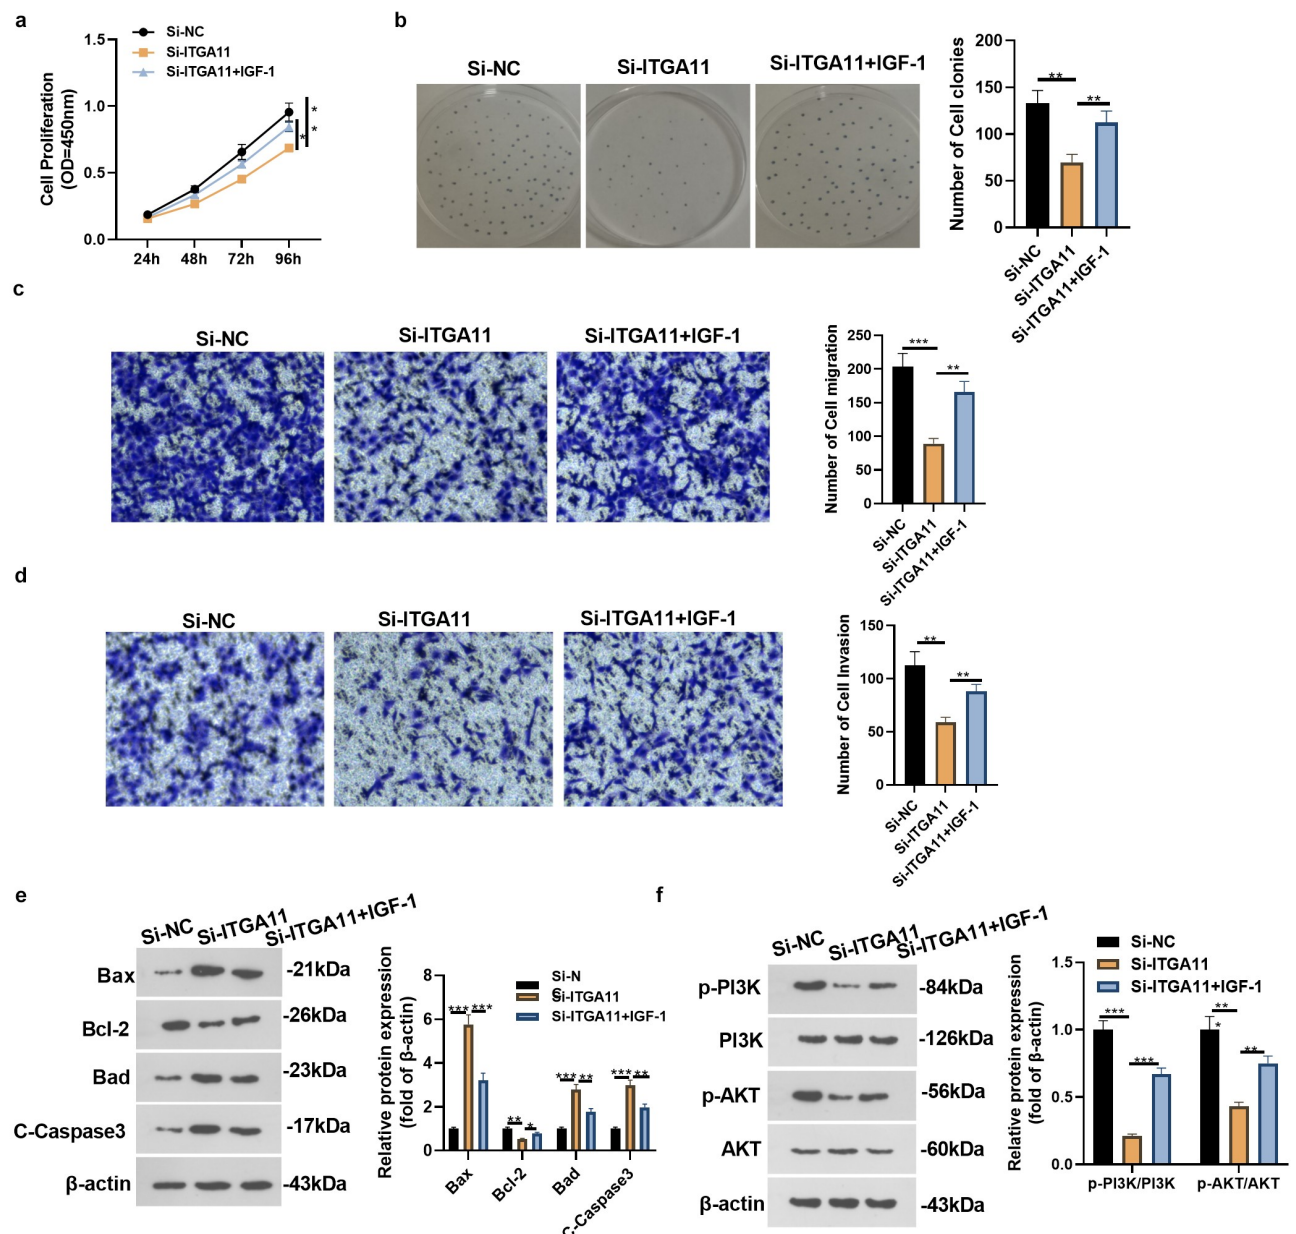 a
Si-NC
Si-ITGA11
Si-ITGA11+IGF-1
Cell Proliferation
(OD=450nm)
1.5
1.0
0.5
0.0
24h 48h 72h 96h
*
*
*
b
Si-NC Si-ITGA11 Si-ITGA11+IGF-1
Number of Cell clonies
200
150
100
50
0
** **
Si-NC
Si-ITGA11
Si-ITGA11+IGF-1
c
Si-NC Si-ITGA11 Si-ITGA11+IGF-1
Number of Cell migration
250
200
150
100
50
0
*** **
Si-NC
Si-ITGA11
Si-ITGA11+IGF-1
d
Si-NC Si-ITGA11 Si-ITGA11+IGF-1
Number of Cell Invasion
150
100
50
0
** **
Si-NC
Si-ITGA11
Si-ITGA11+IGF-1
e
Si-NC Si-ITGA11 Si-ITGA11+IGF-1
Bax -21kDa
Bcl-2 -26kDa
Bad -23kDa
C-Caspase3 -17kDa
β-actin -43kDa
Relative protein expression
(fold of β-actin)
8
6
4
2
0
Si-N
C
Si-ITGA11
Si-ITGA11+IGF-1
*** *** ** * *** ** *** **
Bax Bcl-2 Bad C-Caspase3
f
Si-NC Si-ITGA11 Si-ITGA11+IGF-1
p-PI3K -84kDa
PI3K -126kDa
p-AKT -56kDa
AKT -60kDa
β-actin -43kDa
Relative protein expression
(fold of β-actin)
1.5
1.0
0.5
0.0
Si-NC
Si-ITGA11
Si-ITGA11+IGF-1
*** *** **
*
**
p-PI3K/PI3K p-AKT/AKT